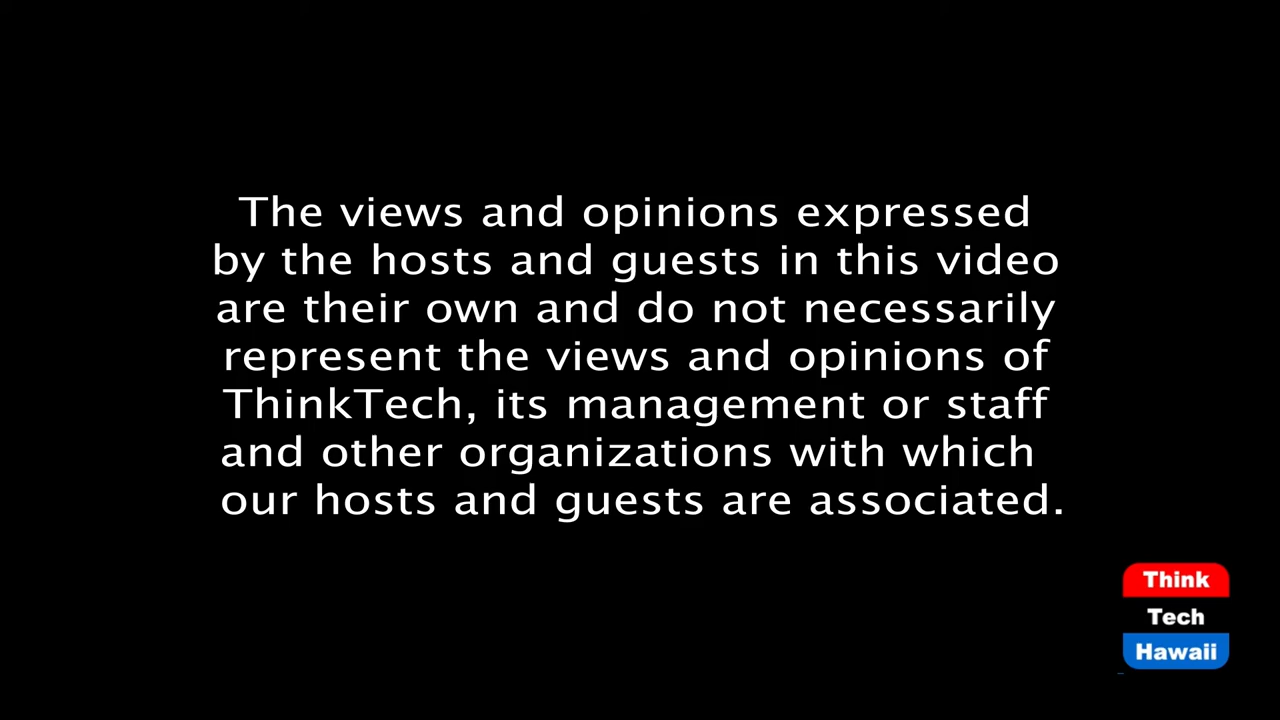 The views and opinions expressed
by the hosts and guests in this video
are their own and do not necessarily
represent the views and opinions of
ThinkTech, its management or staff
and other organizations with which
our hosts and guests are associated.
Think
Tech
Hawaii